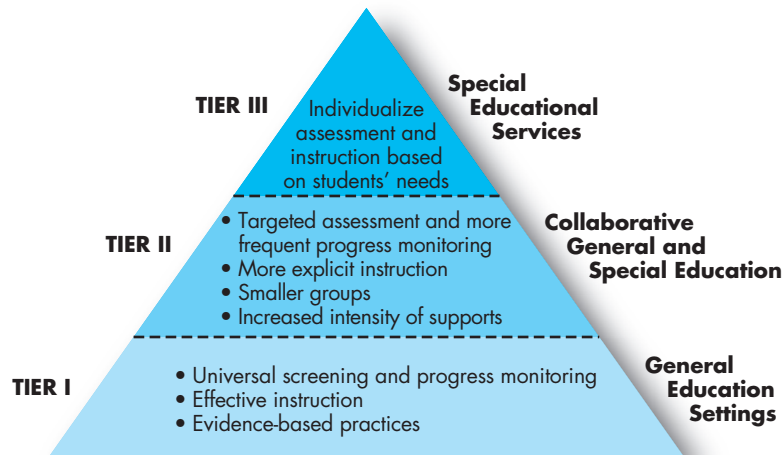 TIER III
Individualize
assessment and
instruction based
on students' needs
Special
Educational
Services
TIER II
• Targeted assessment and more
frequent progress monitoring
• More explicit instruction
• Smaller groups
• Increased intensity of supports
Collaborative
General and
Special Education
TIER I
• Universal screening and progress monitoring
• Effective instruction
• Evidence-based practices
General
Education
Settings